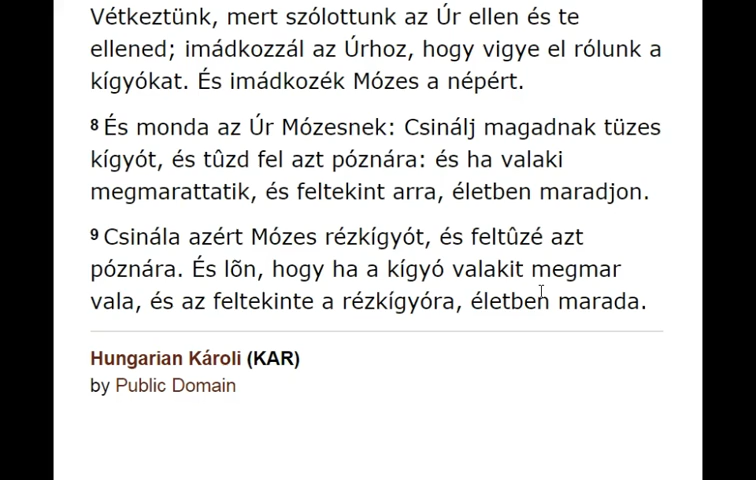 Vétkeztünk, mert szólottunk az Úr ellen és te
ellened; imádkozzál az Úrhoz, hogy vigye el rólunk a
kígyókat. És imádkozék Mózes a népért.
8 És monda az Úr Mózesnek: Csinálj magadnak tüzes
kígyót, és tûzd fel azt póznára: és ha valaki
megmarattatik, és feltekint arra, életben maradjon.
9 Csinála azért Mózes rézkígyót, és feltûzé azt
póznára. És lõn, hogy ha a kígyó valakit megmar
vala, és az feltekinte a rézkígyóra, életben marada.
Hungarian Károli (KAR)
by Public Domain